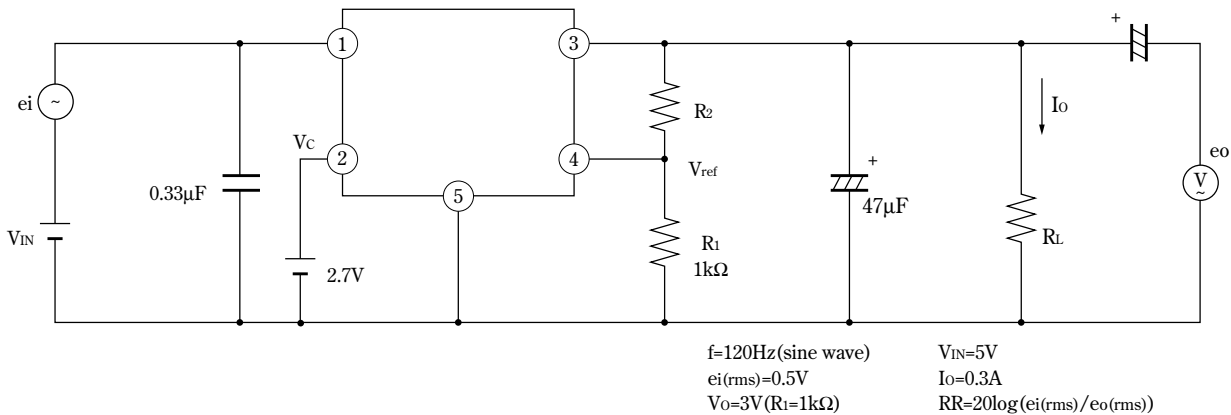 1
3
+
ei
~
R2
IO
VC
2
4
Vref
+
eo
V
~
0.33μF
5
47μF
VIN
R1
1kΩ
RL
2.7V
f=120Hz(sine wave)
ei(rms)=0.5V
VO=3V(R1=1kΩ)
VIN=5V
IO=0.3A
RR=20log(ei(rms)/eo(rms))